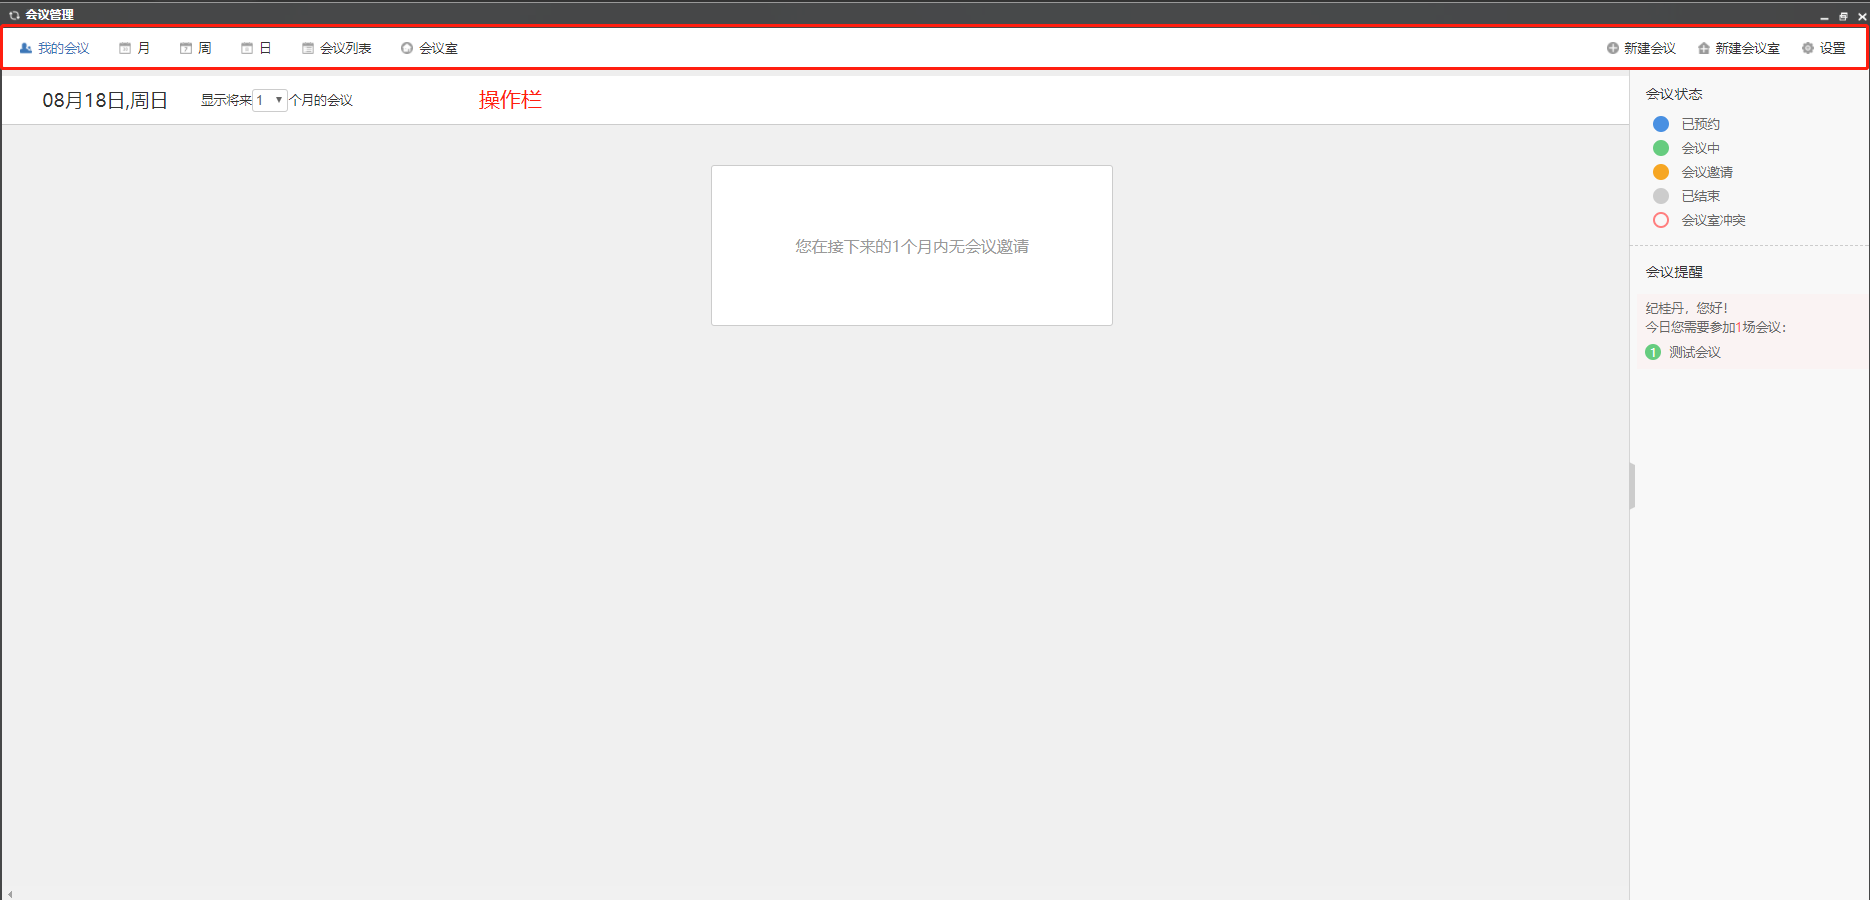 会议管理
我的会议 月 周 日 会议列表 会议室 新建会议 新建会议室 设置
08月18日,周日 显示将来 1 个月的会议 操作栏
您在接下来的1个月内无会议邀请
会议状态
已预约
会议中
会议邀请
已结束
会议室冲突
会议提醒
纪桂丹，您好！
今日您需要参加1场会议：
1 测试会议